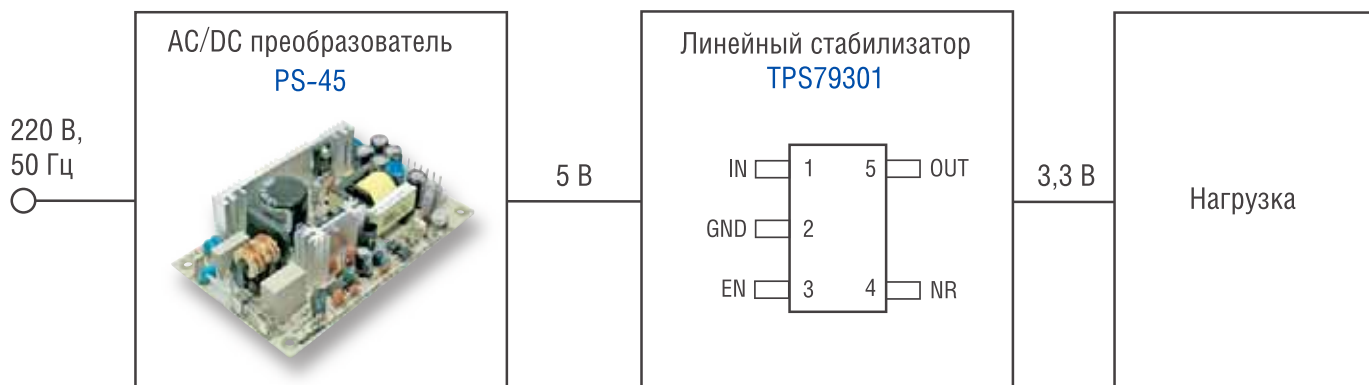 AC/DC преобразователь
PS-45
220 В,
50 Гц
5 В
Линейный стабилизатор
TPS79301
IN 1 5 OUT
GND 2
EN 3 4 NR
3,3 В
Нагрузка